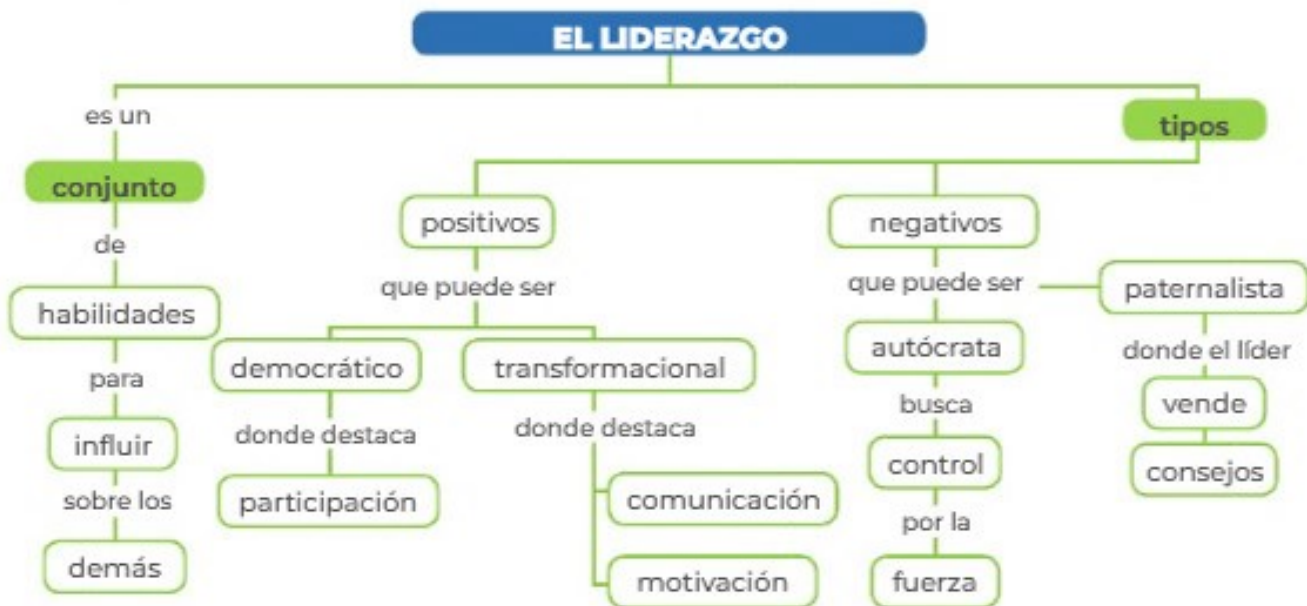 EL LIDERAZGO
es un
conjunto
de
habilidades
para
influir
sobre los
demás
tipos
positivos
que puede ser
democrático
donde destaca
participación
transformacional
donde destaca
comunicación
motivación
negativos
que puede ser
autócrata
busca
control
por la
fuerza
paternalista
donde el líder
vende
consejos